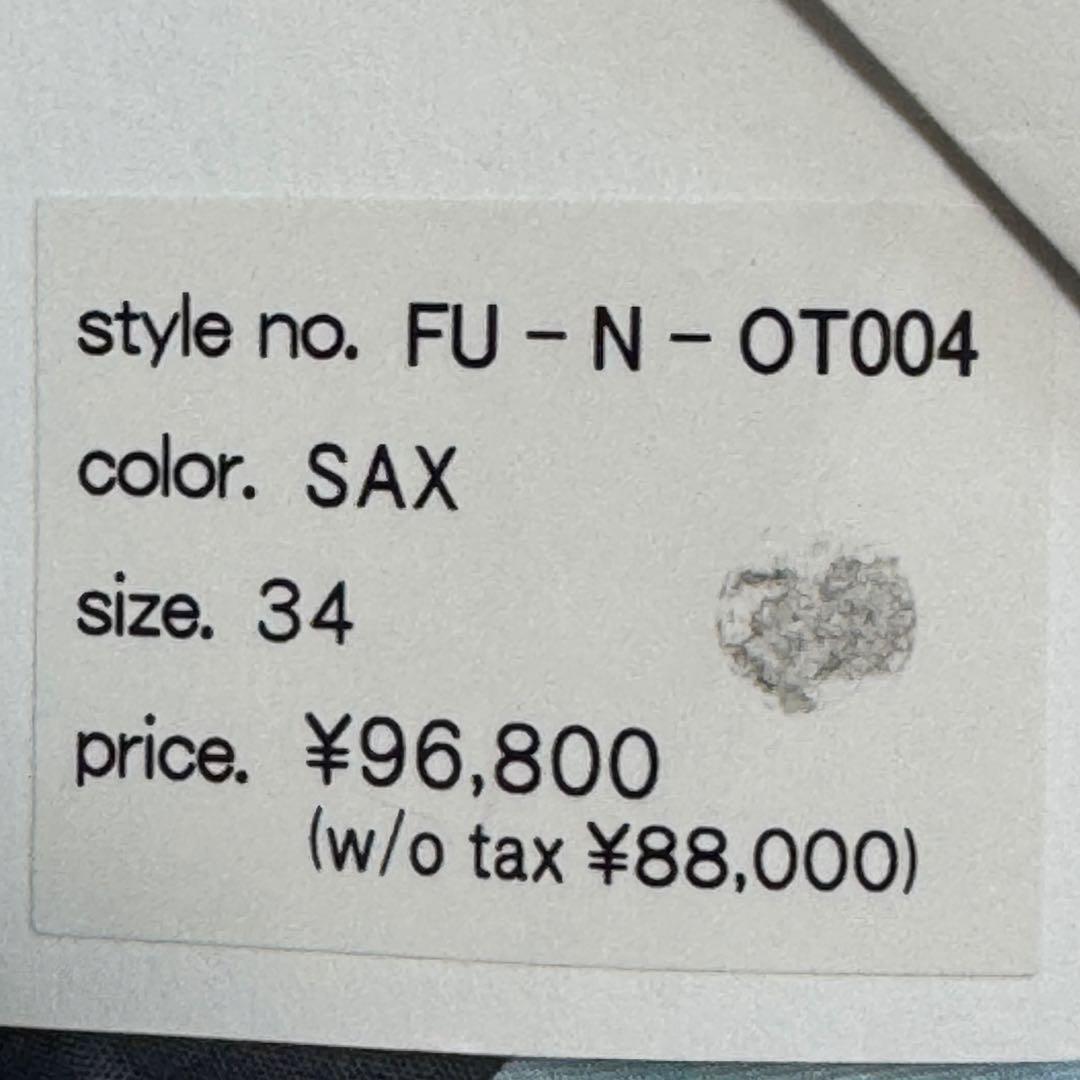 style no. FU - N - OT004
color. SAX
size. 34
price. ¥96,800
(w/o tax ¥88,000)